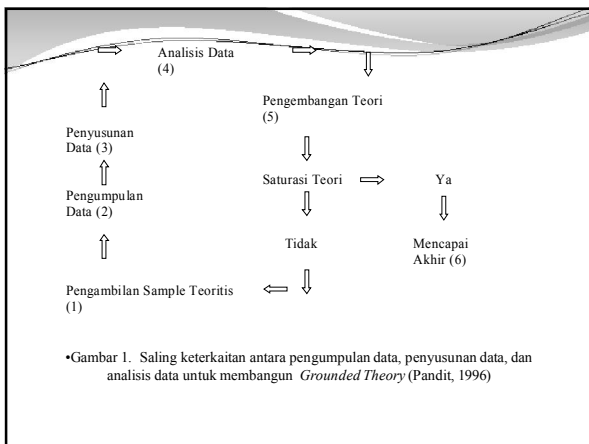 Analisis Data
(4)
Pengembangan Teori
(5)
Penyusunan
Data (3)
Saturasi Teori
Ya
Pengumpulan
Data (2)
Tidak
Mencapai
Akhir (6)
Pengambilan Sample Teoritis
(1)
•Gambar 1. Saling keterkaitan antara pengumpulan data, penyusunan data, dan
analisis data untuk membangun Grounded Theory (Pandit, 1996)